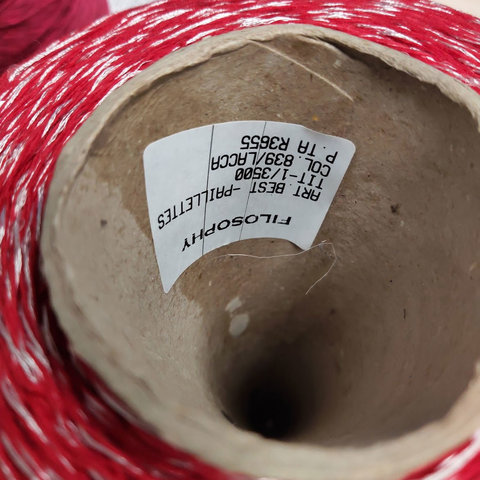 FILOSOPHY
ART.BEST -PAILLETTES
TIT-1/3500
COL. 839/LACCA
P.TA R3655